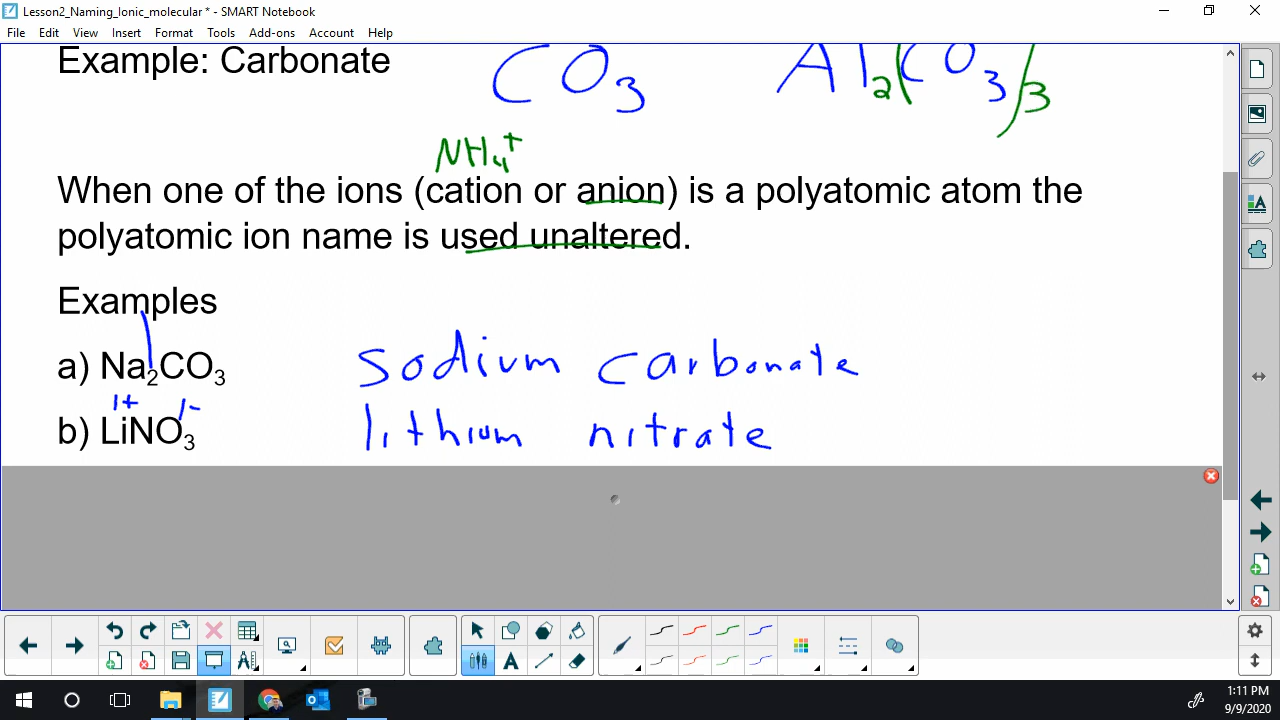 Lesson2_Naming_Ionic_molecular * - SMART Notebook
File Edit View Insert Format Tools Add-ons Account Help
Example: Carbonate CO3 Al2(CO3)3
NH4+
When one of the ions (cation or anion) is a polyatomic atom the
polyatomic ion name is used unaltered.
Examples
a) Na2CO3 sodium carbonate
1+ 1-
b) LiNO3 lithium nitrate
1:11 PM
9/9/2020